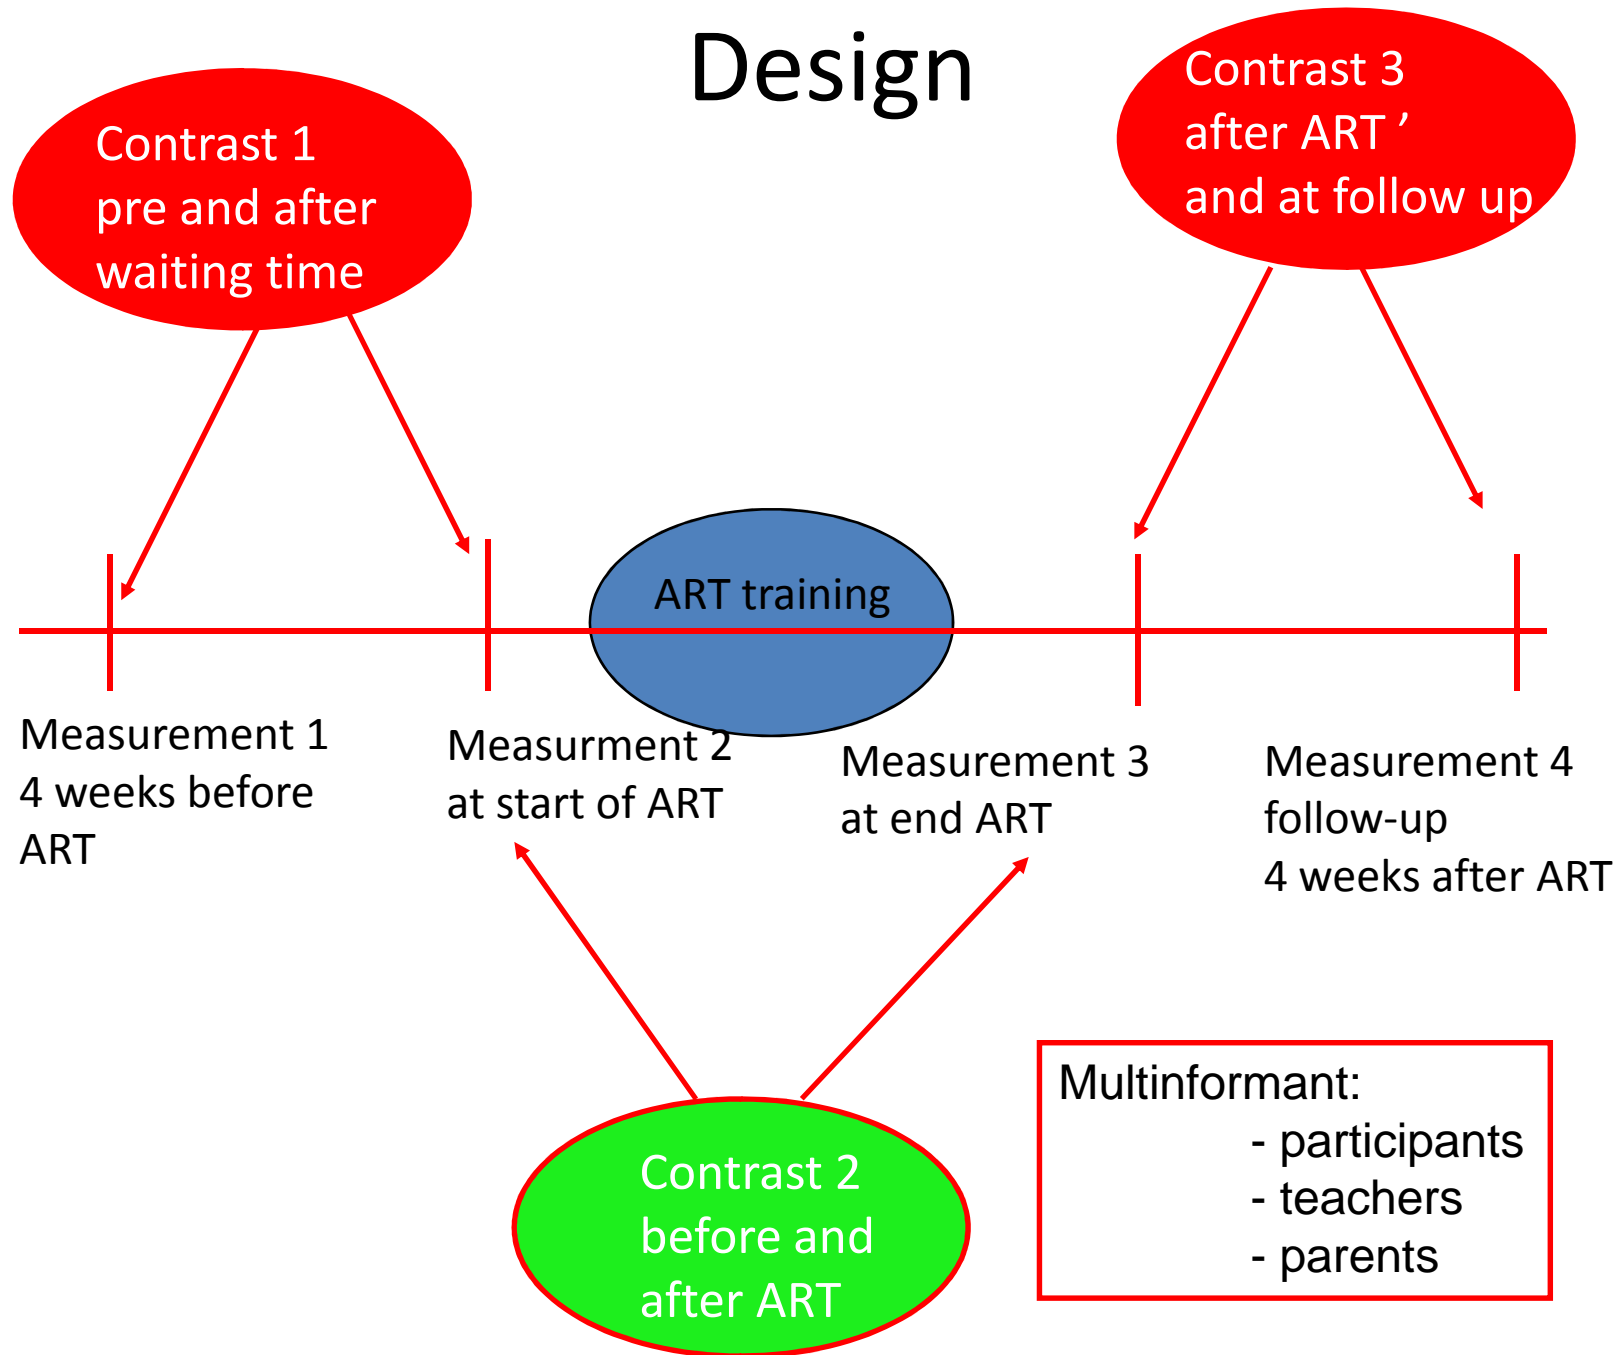 Design
Contrast 1
pre and after
waiting time
Contrast 3
after ART ’
and at follow up
ART training
Measurement 1
4 weeks before
ART
Measurment 2
at start of ART
Measurement 3
at end ART
Measurement 4
follow-up
4 weeks after ART
Contrast 2
before and
after ART
Multinformant:
- participants
- teachers
- parents